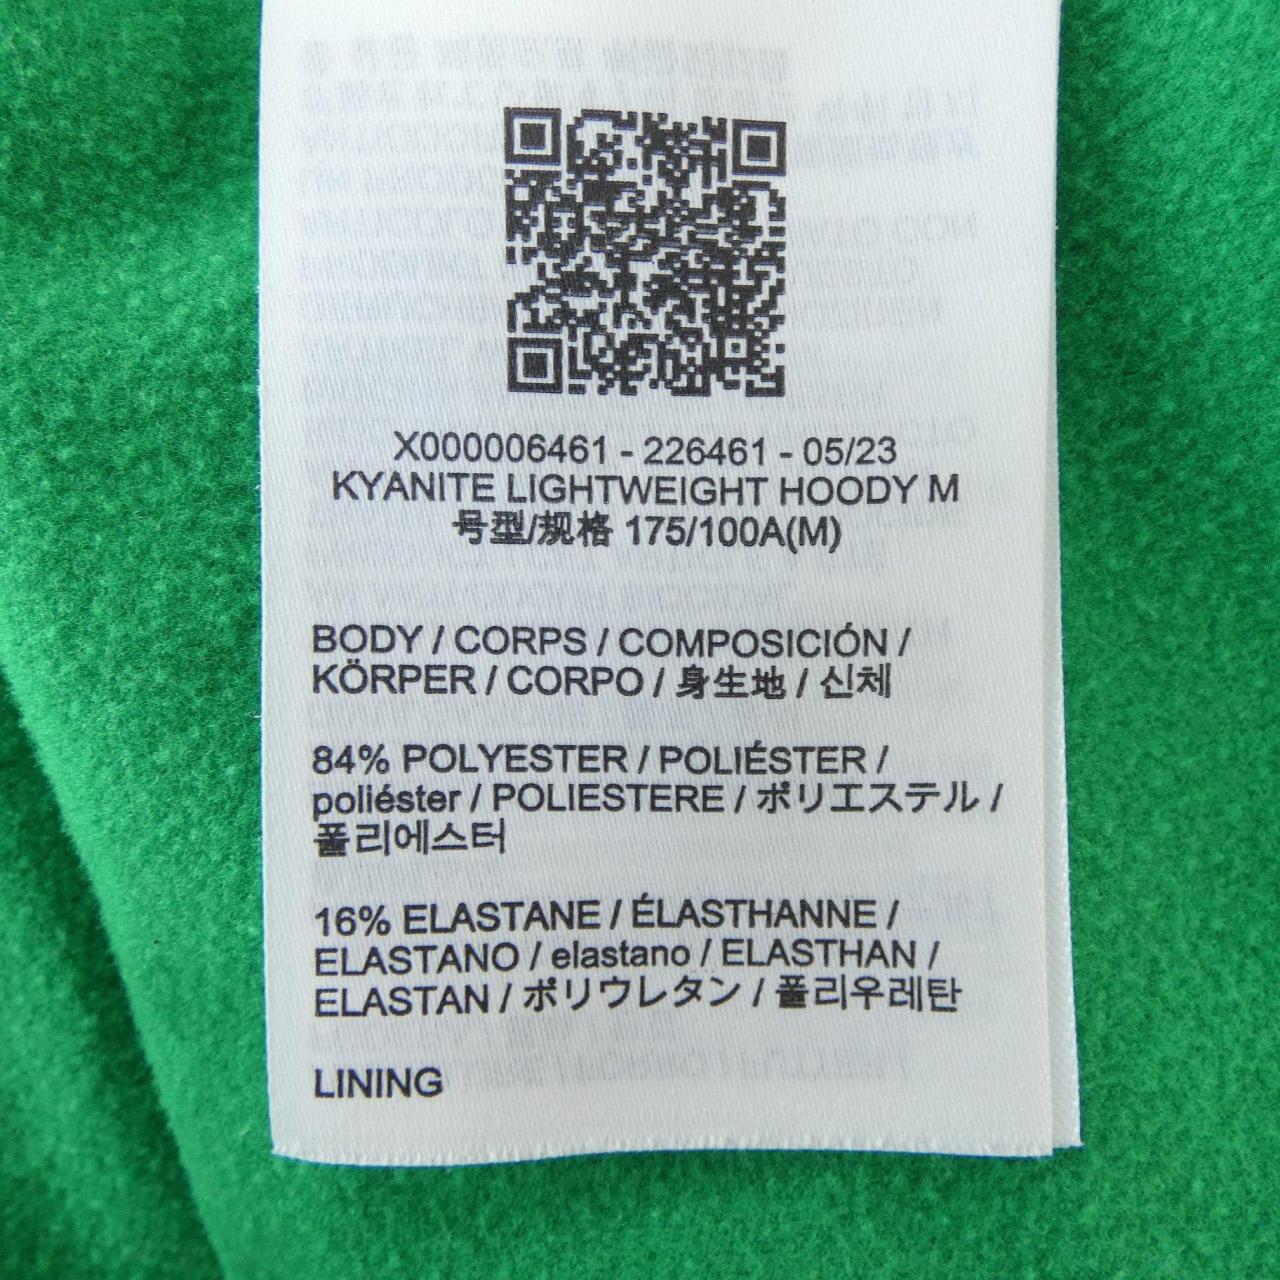 X000006461 - 226461 - 05/23
KYANITE LIGHTWEIGHT HOODY M
号型/规格 175/100A(M)
BODY / CORPS / COMPOSICIÓN /
KÖRPER / CORPO / 身生地 / 신체
84% POLYESTER / POLIÉSTER /
poliéster / POLIESTERE / ポリエステル /
폴리에스터
16% ELASTANE / ÉLASTHANNE /
ELASTANO / elastano / ELASTHAN /
ELASTAN / ポリウレタン / 폴리우레탄
LINING